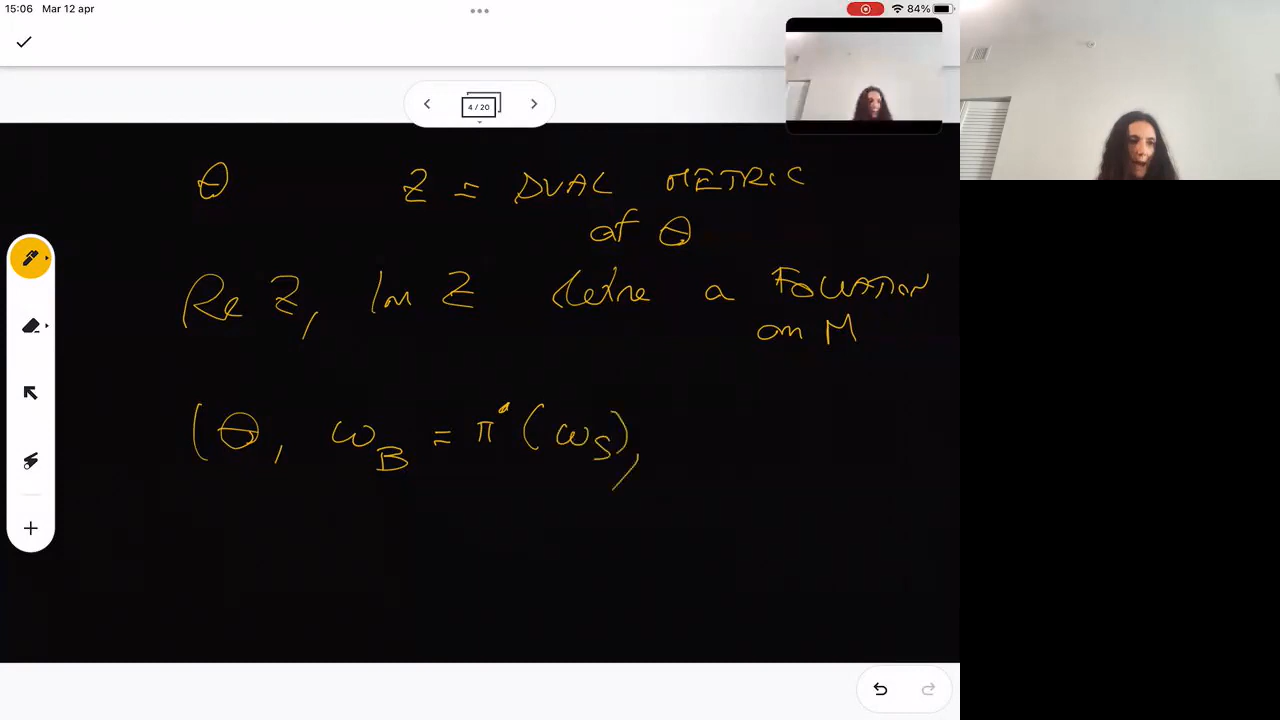 15:06 Mar 12 apr
84%
4 / 20
θ Z = DUAL METRIC
of θ
Re Z, Im Z define a FOLIATION
on M
(θ, ω_B = π*(ω_S),